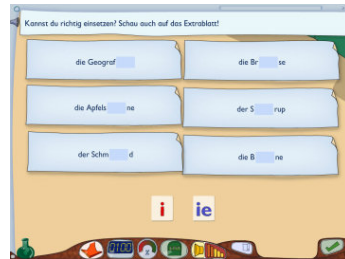 Kannst du richtig einsetzen? Schau auch auf das Extrablatt!
die Geograf
die Br se
die Apfels ne
der S rup
der Schm d
die B ne
i
ie
0100